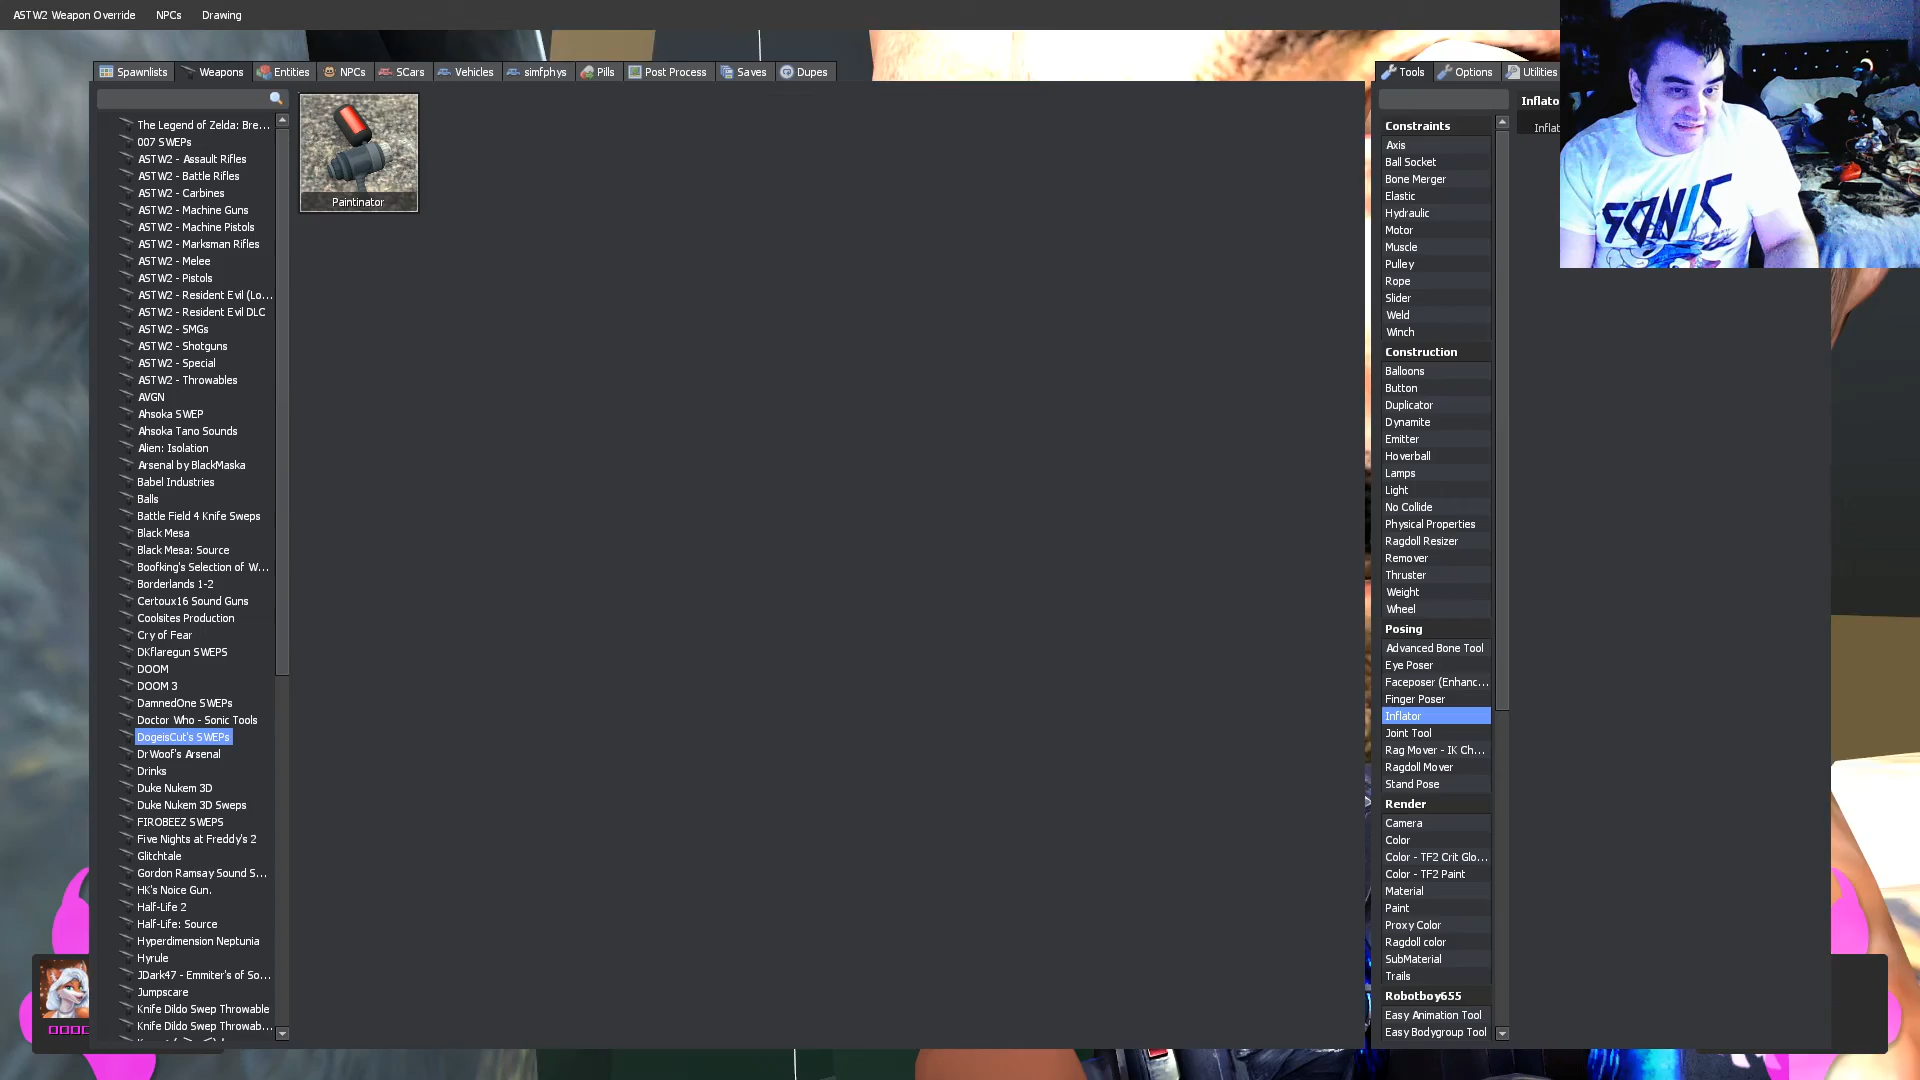 ASTW2 Weapon Override NPCs Drawing
Spawnlists Weapons Entities NPCs SCars Vehicles simfphys Pills Post Process Saves Dupes
The Legend of Zelda: Bre...
007 SWEPs
ASTW2 - Assault Rifles
ASTW2 - Battle Rifles
ASTW2 - Carbines
ASTW2 - Machine Guns
ASTW2 - Machine Pistols
ASTW2 - Marksman Rifles
ASTW2 - Melee
ASTW2 - Pistols
ASTW2 - Resident Evil (Lo...
ASTW2 - Resident Evil DLC
ASTW2 - SMGs
ASTW2 - Shotguns
ASTW2 - Special
ASTW2 - Throwables
AVGN
Ahsoka SWEP
Ahsoka Tano Sounds
Alien: Isolation
Arsenal by BlackMaska
Babel Industries
Balls
Battle Field 4 Knife Sweps
Black Mesa
Black Mesa: Source
Boofking's Selection of W...
Borderlands 1-2
Certoux16 Sound Guns
Coolsites Production
Cry of Fear
DKflaregun SWEPS
DOOM
DOOM 3
DamnedOne SWEPs
Doctor Who - Sonic Tools
DogeisCut's SWEPs
DrWoof's Arsenal
Drinks
Duke Nukem 3D
Duke Nukem 3D Sweps
FIROBEEZ SWEPS
Five Nights at Freddy's 2
Glitchtale
Gordon Ramsay Sound S...
HK's Noice Gun.
Half-Life 2
Half-Life: Source
Hyperdimension Neptunia
Hyrule
JDark47 - Emmiter's of So...
Jumpscare
Knife Dildo Swep Throwable
Knife Dildo Swep Throwab...
Paintinator
Tools Options Utilities
Constraints
Axis
Ball Socket
Bone Merger
Elastic
Hydraulic
Motor
Muscle
Pulley
Rope
Slider
Weld
Winch
Construction
Balloons
Button
Duplicator
Dynamite
Emitter
Hoverball
Lamps
Light
No Collide
Physical Properties
Ragdoll Resizer
Remover
Thruster
Weight
Wheel
Posing
Advanced Bone Tool
Eye Poser
Faceposer (Enhanc...
Finger Poser
Inflator
Joint Tool
Rag Mover - IK Ch...
Ragdoll Mover
Stand Pose
Render
Camera
Color
Color - TF2 Crit Glo...
Color - TF2 Paint
Material
Paint
Proxy Color
Ragdoll color
SubMaterial
Trails
Robotboy655
Easy Animation Tool
Easy Bodygroup Tool
Inflato
Inflat
SONIC